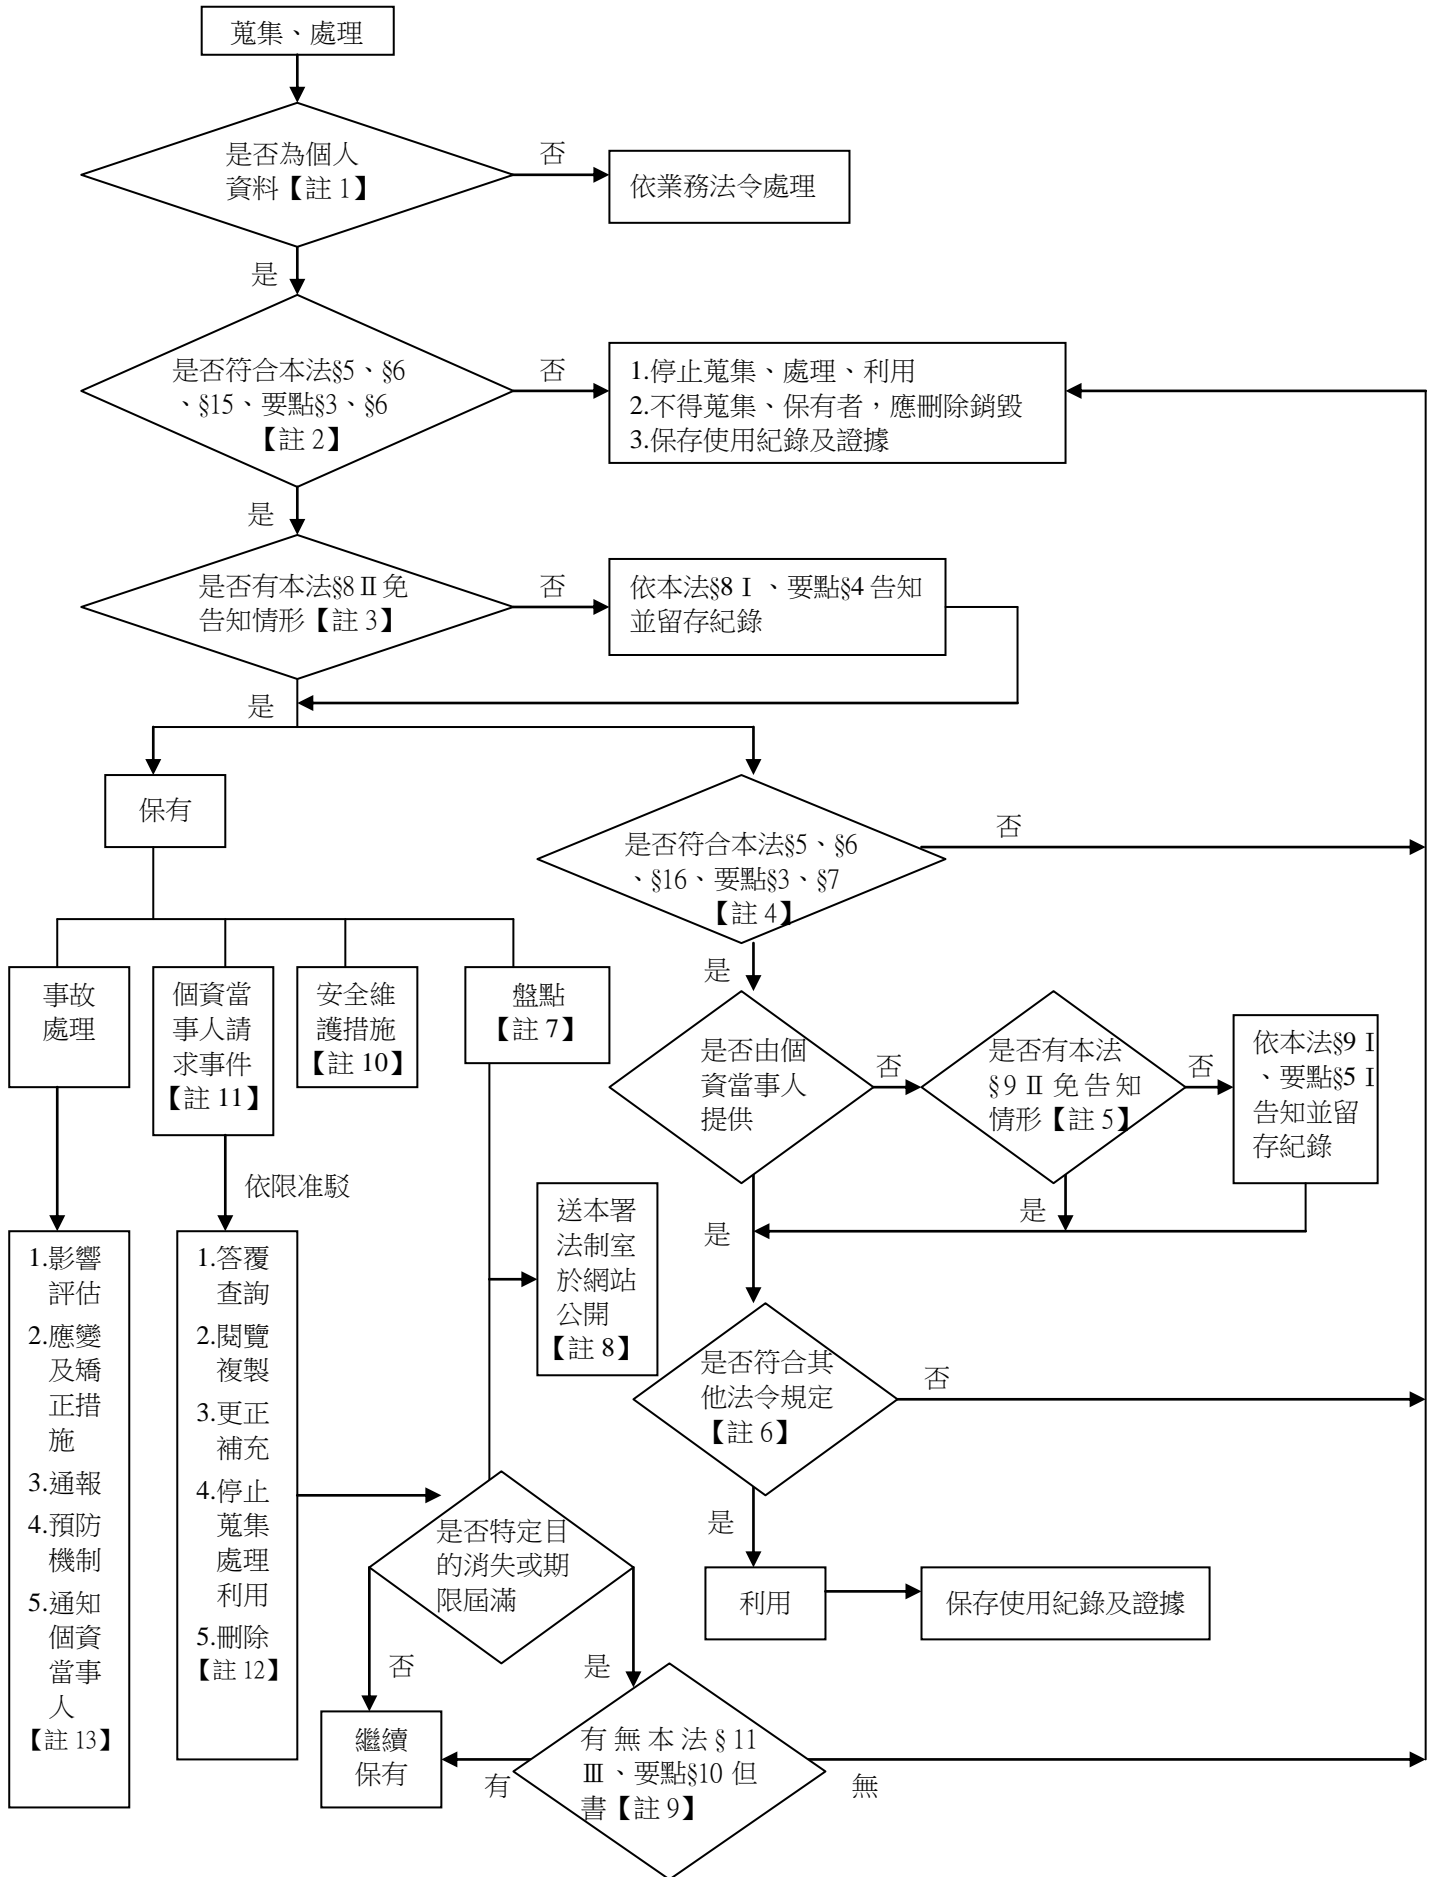 蒐集、處理
是否為個人
資料【註 1】
否
依業務法令處理
是
是否符合本法§5、§6
、§15、要點§3、§6
【註 2】
否
1.停止蒐集、處理、利用
2.不得蒐集、保有者，應刪除銷毀
3.保存使用紀錄及證據
是
是否有本法§8Ⅱ免
告知情形【註 3】
否
依本法§8Ⅰ、要點§4 告知
並留存紀錄
是
保有
是否符合本法§5、§6
、§16、要點§3、§7
【註 4】
否
是
事故
處理
個資當
事人請
求事件
【註 11】
安全維
護措施
【註 10】
盤點
【註 7】
是否由個
資當事人
提供
否
是否有本法
§9 Ⅱ 免 告 知
情形【註 5】
否
依本法§9 I
、要點§5 I
告知並留
存紀錄
依限准駁
是
是
1.影響
評估
2.應變
及矯
正措
施
3.通報
4.預防
機制
5.通知
個資
當事
人
【註 13】
1.答覆
查詢
2.閱覽
複製
3.更正
補充
4.停止
蒐集
處理
利用
5.刪除
【註 12】
送本署
法制室
於網站
公開
【註 8】
是否符合其
他法令規定
【註 6】
否
是
是否特定目
的消失或期
限屆滿
利用
保存使用紀錄及證據
否
是
繼續
保有
有
有 無 本 法 § 11
Ⅲ、要點§10 但
書【註 9】
無